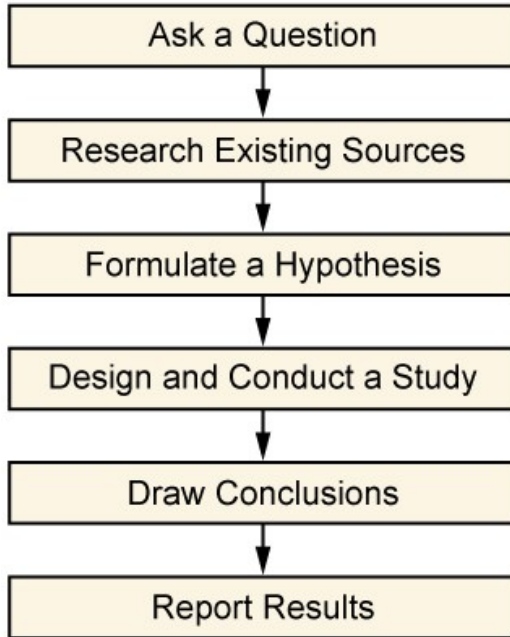 Ask a Question
Research Existing Sources
Formulate a Hypothesis
Design and Conduct a Study
Draw Conclusions
Report Results